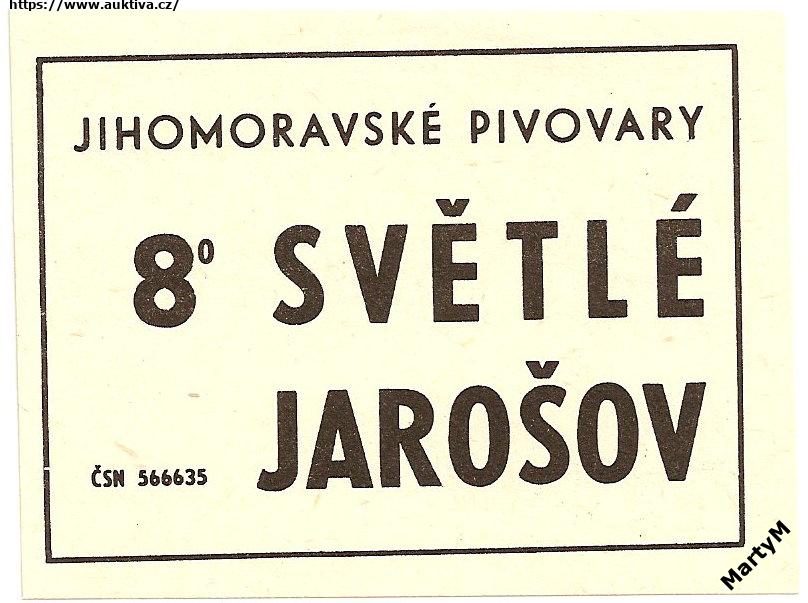 https://www.auktiva.cz/
JIHOMORAVSKÉ PIVOVARY
8° SVĚTLÉ
JAROŠOV
ČSN 566635
MartyM